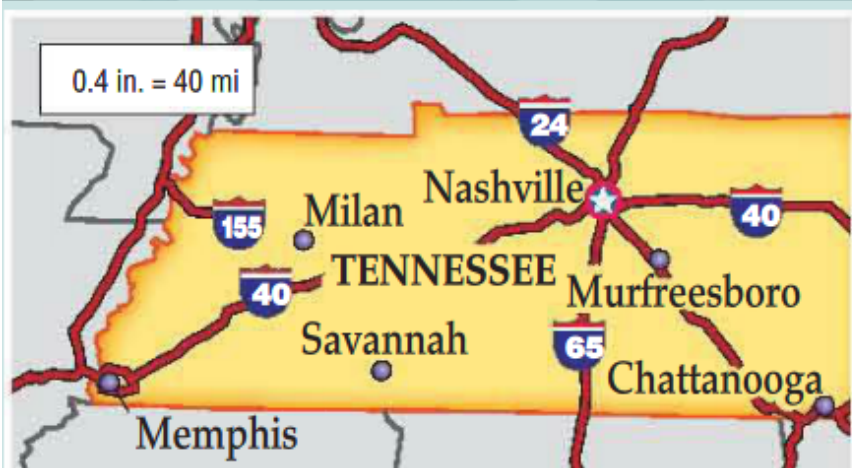 0.4 in. = 40 mi
24
Nashville
155
Milan
40
40
TENNESSEE
Murfreesboro
Savannah
65
Chattanooga
Memphis